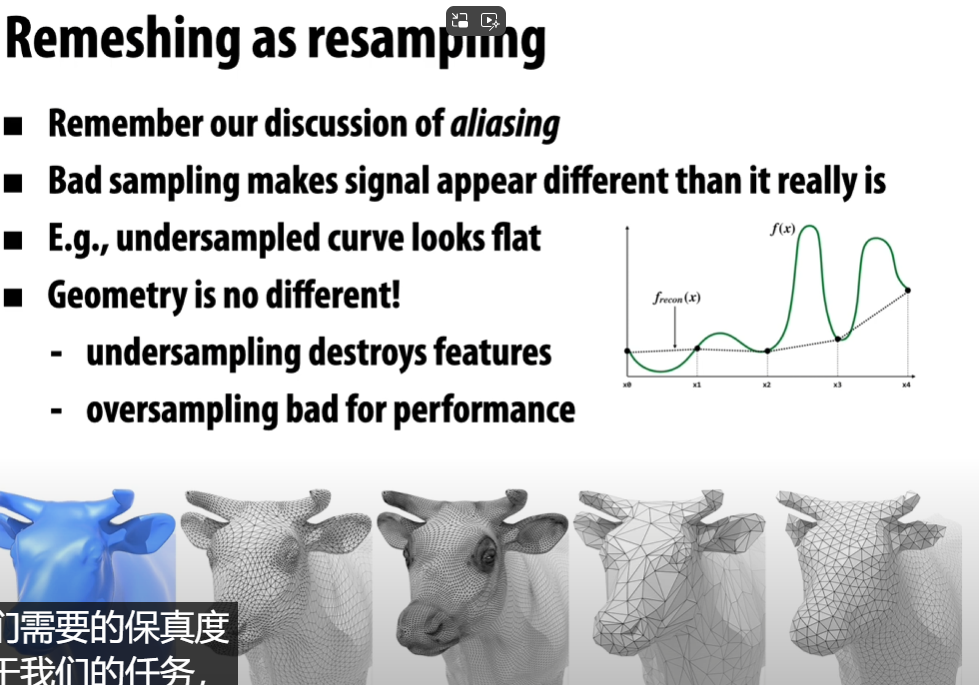 Remeshing as resampling
■ Remember our discussion of aliasing
■ Bad sampling makes signal appear different than it really is
■ E.g., undersampled curve looks flat
■ Geometry is no different!
- undersampling destroys features
- oversampling bad for performance
f(x)
frecon(x)
x0 x1 x2 x3 x4
们需要的保真度
于我们的任务，